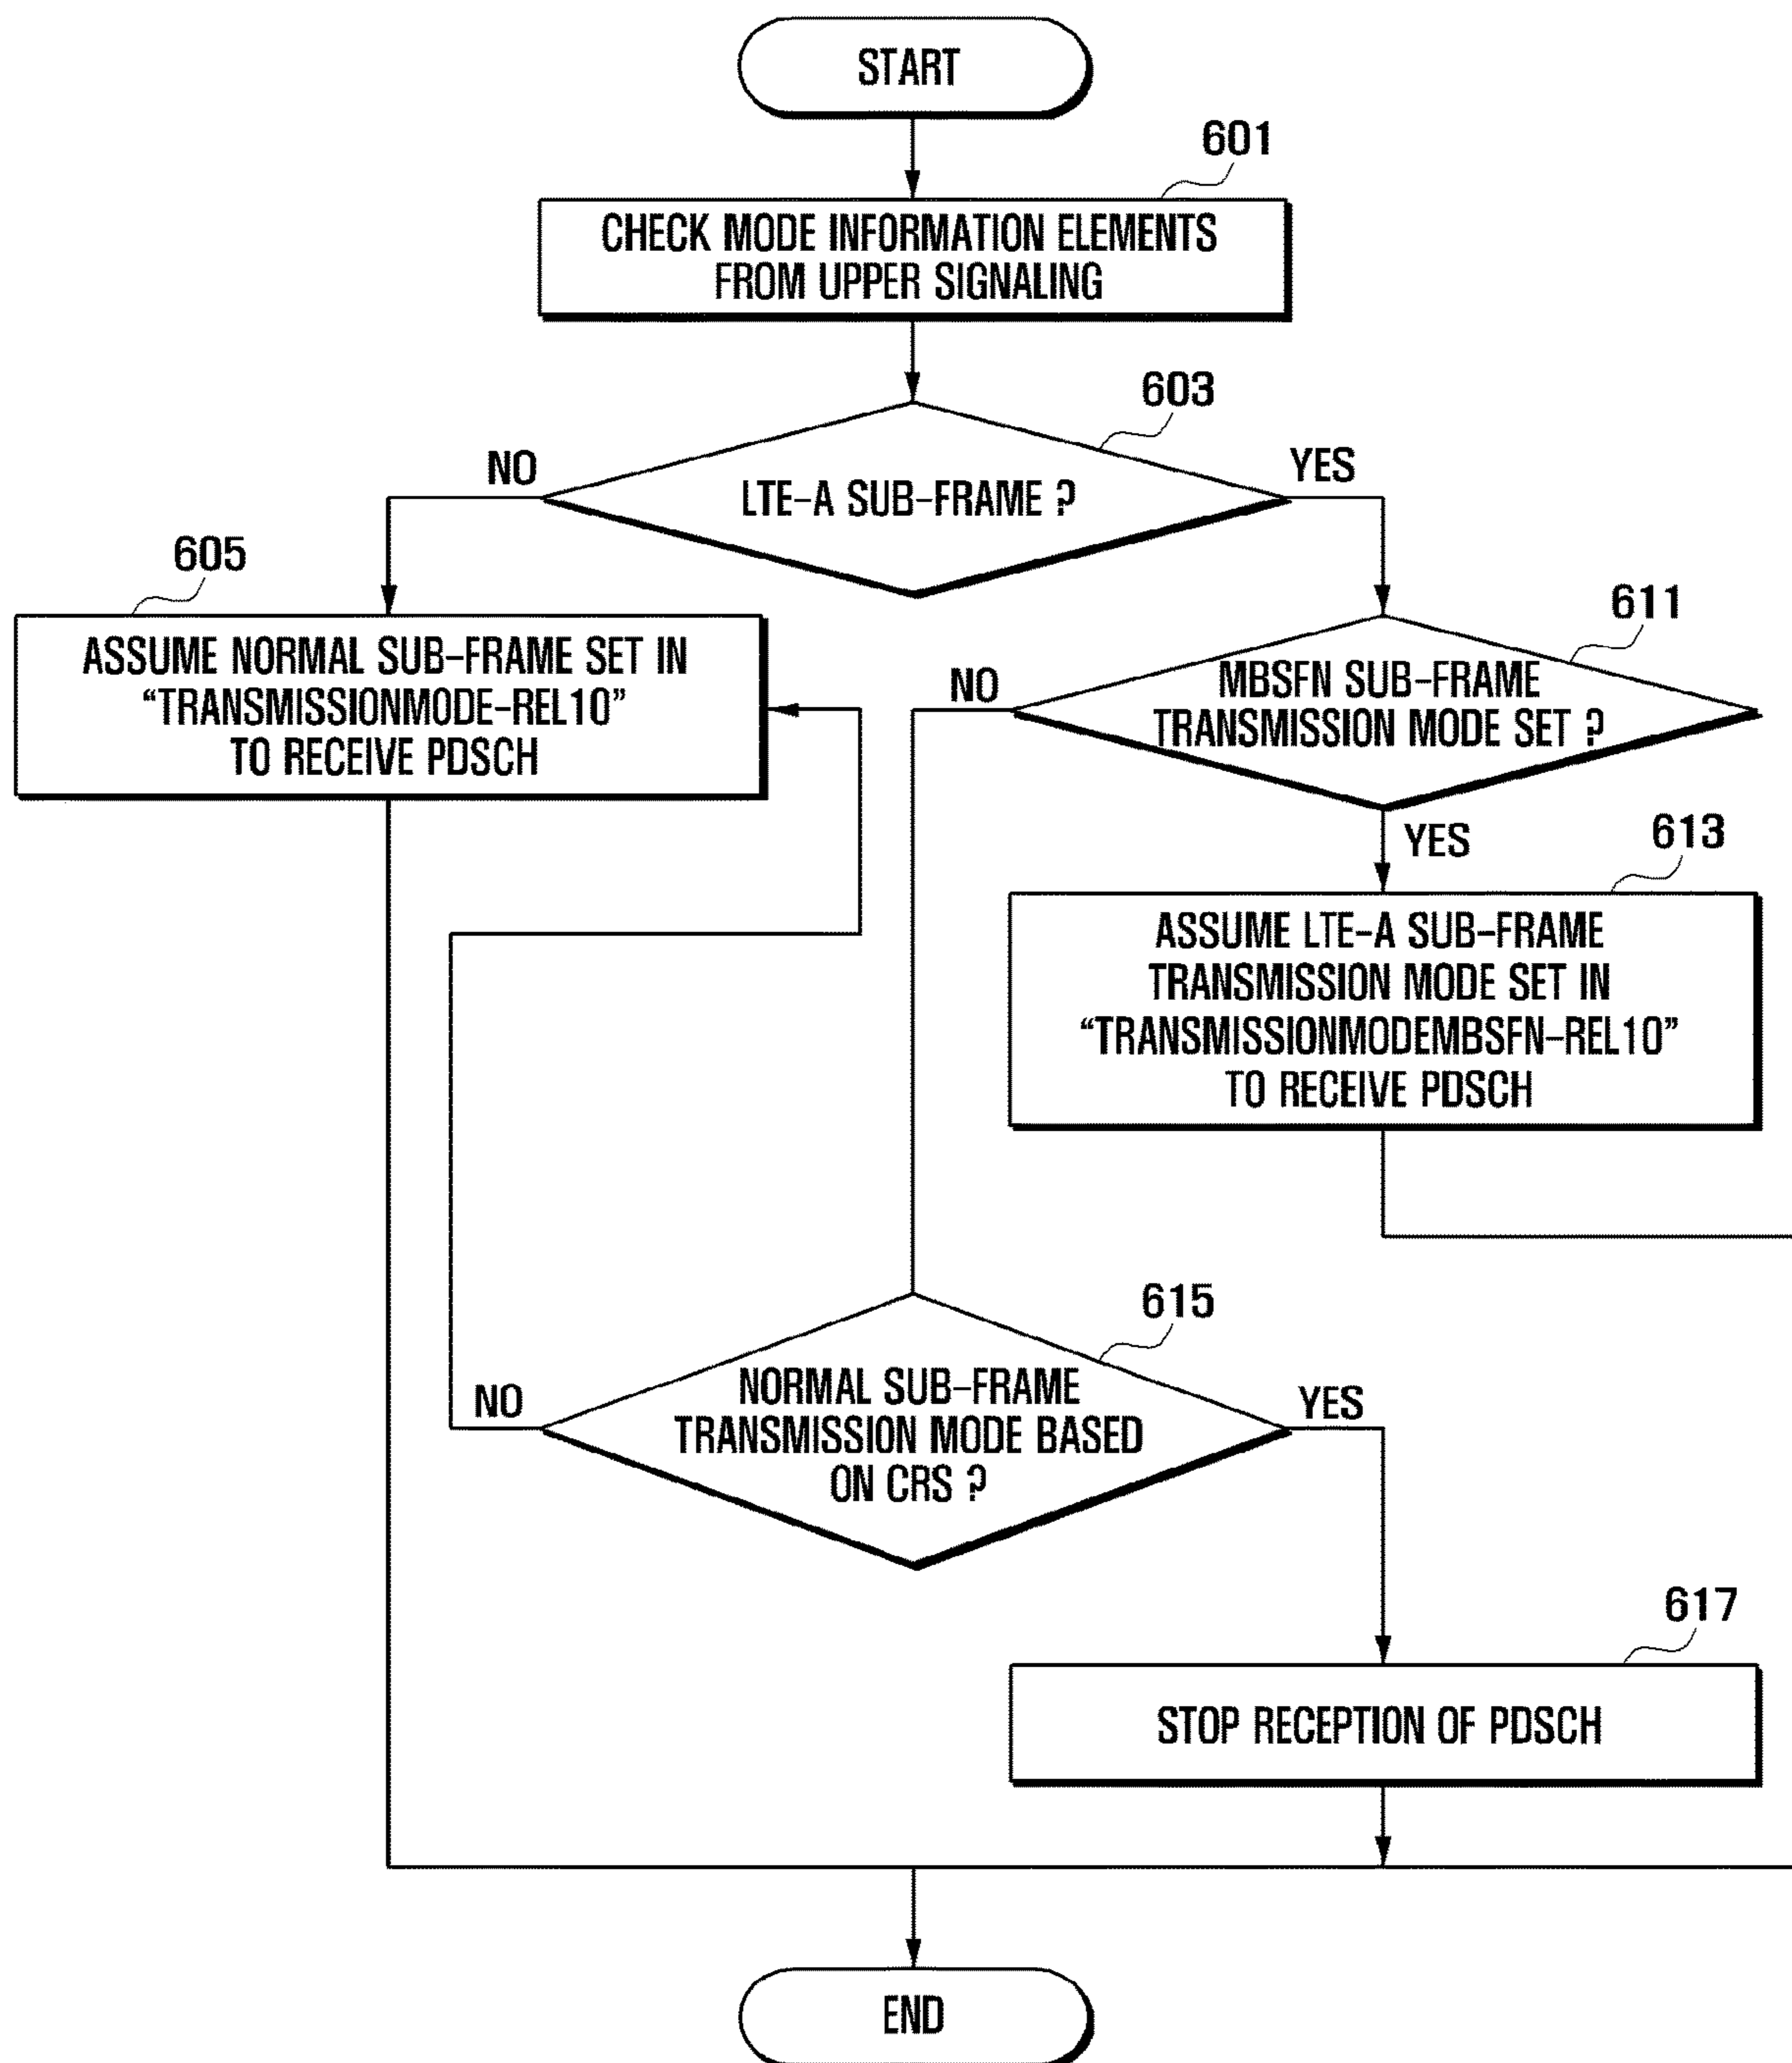 START
601
CHECK MODE INFORMATION ELEMENTS
FROM UPPER SIGNALING
603
NO
YES
LTE-A SUB-FRAME ?
605
ASSUME NORMAL SUB-FRAME SET IN
“TRANSMISSIONMODE-REL10”
TO RECEIVE PDSCH
611
NO
MBSFN SUB-FRAME
TRANSMISSION MODE SET ?
YES
613
ASSUME LTE-A SUB-FRAME
TRANSMISSION MODE SET IN
“TRANSMISSIONMODEMBSFN-REL10”
TO RECEIVE PDSCH
615
NO
NORMAL SUB-FRAME
TRANSMISSION MODE BASED
ON CRS ?
YES
617
STOP RECEPTION OF PDSCH
END